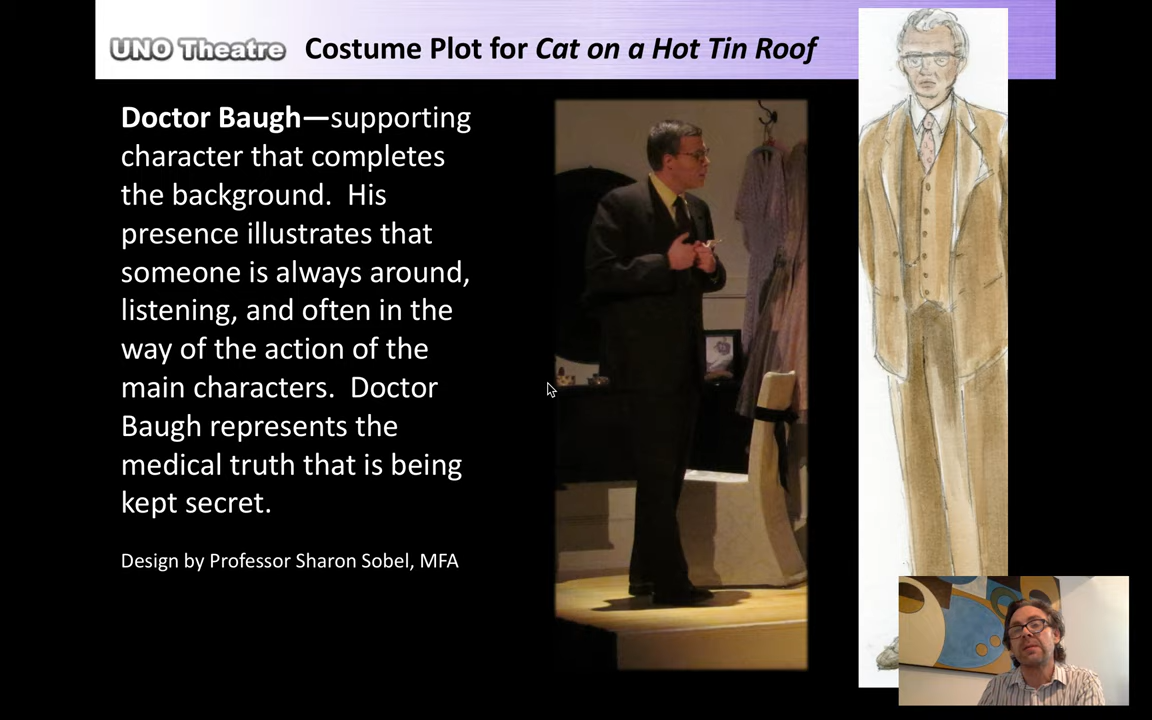 UNO Theatre Costume Plot for Cat on a Hot Tin Roof
Doctor Baugh—supporting
character that completes
the background. His
presence illustrates that
someone is always around,
listening, and often in the
way of the action of the
main characters. Doctor
Baugh represents the
medical truth that is being
kept secret.
Design by Professor Sharon Sobel, MFA